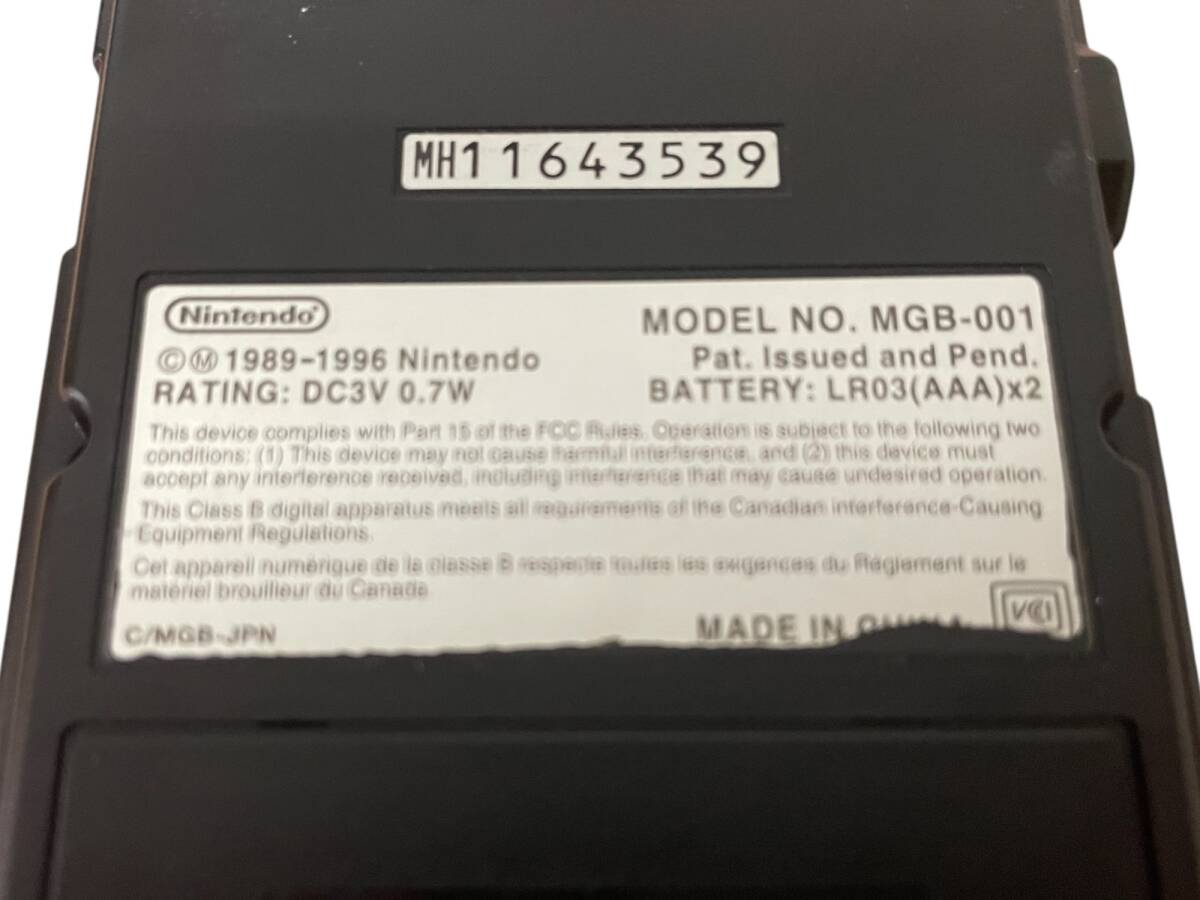 MH11643539
Nintendo
MODEL NO. MGB-001
©Ⓜ 1989-1996 Nintendo
Pat. Issued and Pend.
RATING: DC3V 0.7W
BATTERY: LR03(AAA)x2
This device complies with Part 15 of the FCC Rules. Operation is subject to the following two
conditions: (1) This device may not cause harmful interference, and (2) this device must
accept any interference received, including interference that may cause undesired operation.
This Class B digital apparatus meets all requirements of the Canadian Interference-Causing
Equipment Regulations.
Cet appareil numérique de la classe B respecte toutes les exigences du Réglement sur le
matériel brouilleur du Canada
C/MGB-JPN
MADE IN
VCI